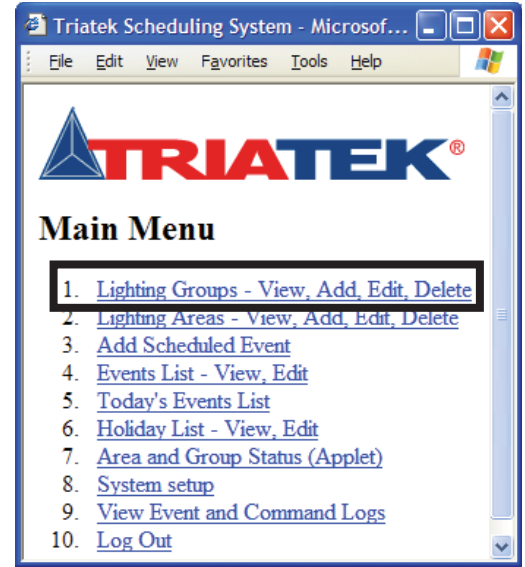 Triatek Scheduling System - Microsof...
File Edit View Favorites Tools Help
TRIATEK®
Main Menu
1. Lighting Groups - View, Add, Edit, Delete
2. Lighting Areas - View, Add, Edit, Delete
3. Add Scheduled Event
4. Events List - View, Edit
5. Today's Events List
6. Holiday List - View, Edit
7. Area and Group Status (Applet)
8. System setup
9. View Event and Command Logs
10. Log Out